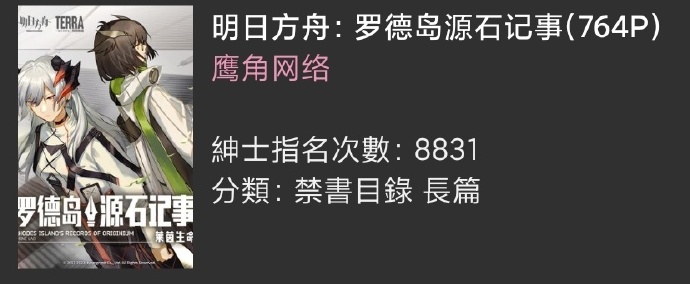 明日方舟: 罗德岛源石记事(764P)
鹰角网络
紳士指名次數: 8831
分類: 禁書目錄 長篇
明日方舟 TERRA
罗德岛源石记事
RHODES ISLAND'S RECORDS OF ORIGINIUM
莱茵生命